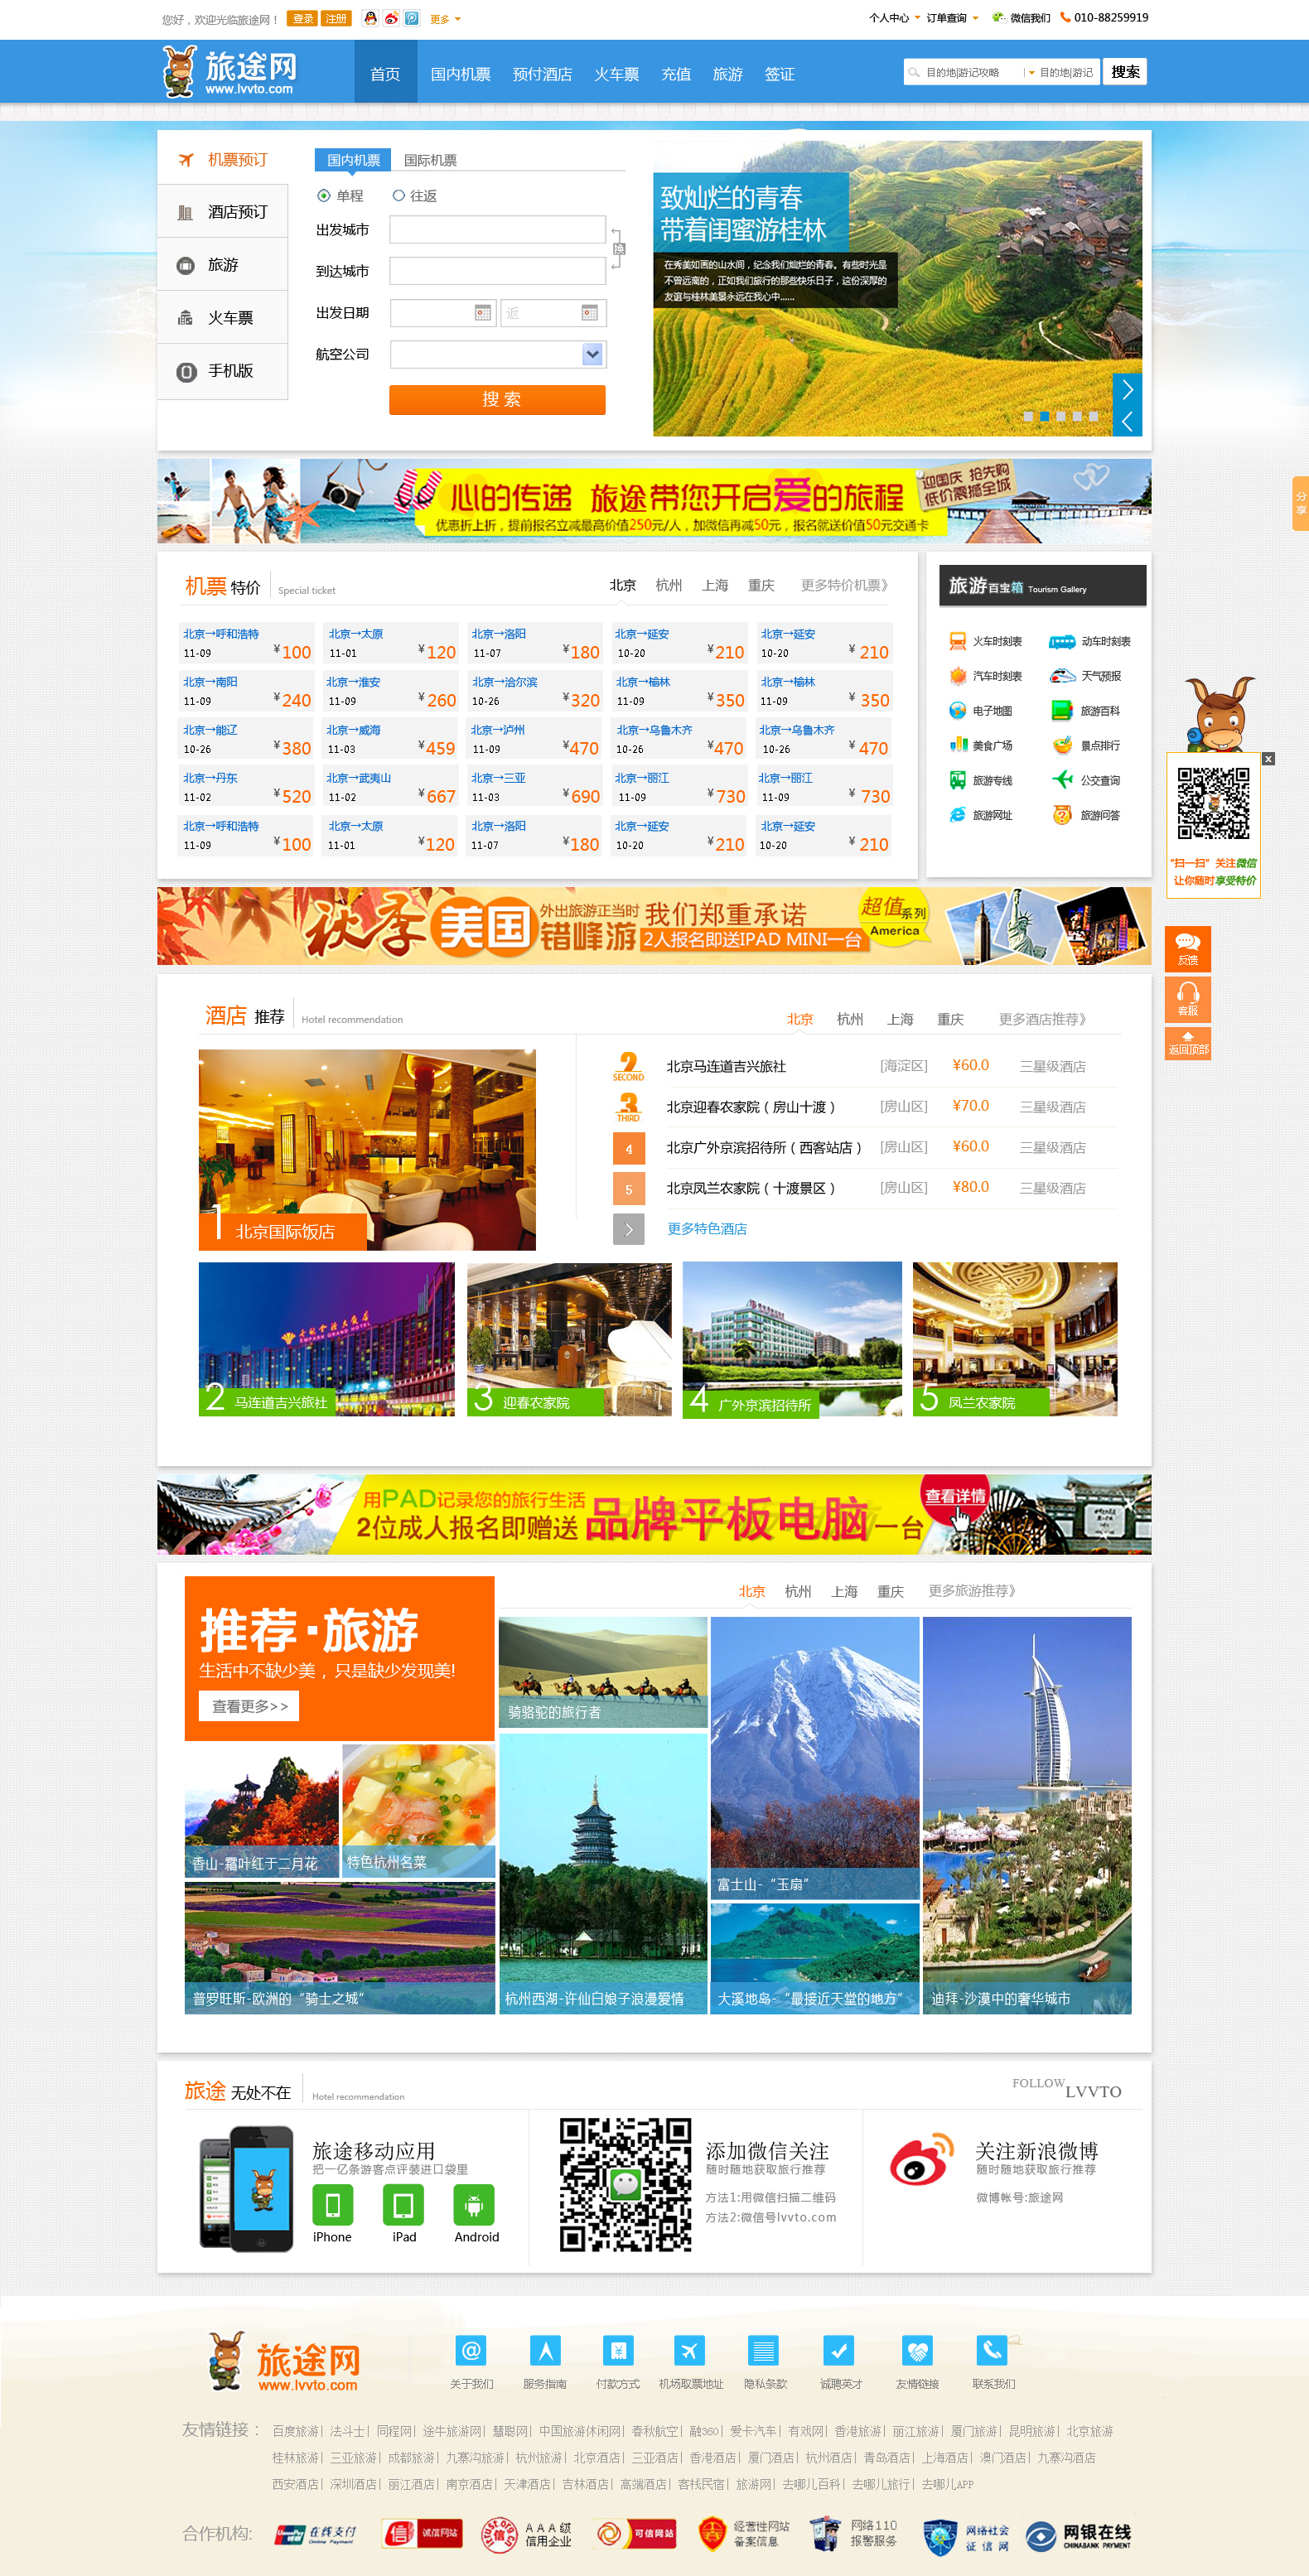 您好，欢迎光临旅途网！ 登录 注册 更多
个人中心 订单查询 微信我们 010-88259919
旅途网
www.lvvto.com
首页 国内机票 预付酒店 火车票 充值 旅游 签证
目的地|游记攻略 目的地|游记 搜索
机票预订
酒店预订
旅游
火车票
手机版
国内机票 国际机票
单程 往返
出发城市
到达城市
换
出发日期 返
航空公司
搜 索
致灿烂的青春
带着闺蜜游桂林
在秀美如画的山水间，纪念我们灿烂的青春。有些时光是
不曾远离的，正如我们旅行的那些快乐日子，这份深厚的
友谊与桂林美景永远在我心中......
分享
心的传递 旅途带您开启爱的旅程
迎国庆 抢先购
低价震撼全城
优惠折上折，提前报名立减最高价值250元/人，加微信再减50元，报名就送价值50元交通卡
机票 特价 Special ticket
北京 杭州 上海 重庆 更多特价机票》
北京→呼和浩特 11-09 ¥100
北京→太原 11-01 ¥120
北京→洛阳 11-07 ¥180
北京→延安 10-20 ¥210
北京→延安 10-20 ¥210
北京→南阳 11-09 ¥240
北京→淮安 11-09 ¥260
北京→洽尔滨 10-26 ¥320
北京→榆林 11-09 ¥350
北京→榆林 11-09 ¥350
北京→能辽 10-26 ¥380
北京→威海 11-03 ¥459
北京→泸州 11-09 ¥470
北京→乌鲁木齐 10-26 ¥470
北京→乌鲁木齐 10-26 ¥470
北京→丹东 11-02 ¥520
北京→武夷山 11-02 ¥667
北京→三亚 11-03 ¥690
北京→丽江 11-09 ¥730
北京→丽江 11-09 ¥730
北京→呼和浩特 11-09 ¥100
北京→太原 11-01 ¥120
北京→洛阳 11-07 ¥180
北京→延安 10-20 ¥210
北京→延安 10-20 ¥210
旅游百宝箱 Tourism Gallery
火车时刻表 动车时刻表
汽车时刻表 天气预报
电子地图 旅游百科
美食广场 景点排行
旅游专线 公交查询
旅游网址 旅游问答
x
“扫一扫”关注微信
让你随时享受特价
反馈
客服
返回顶部
秋季 美国 外出旅游正当时
错峰游 我们郑重承诺
2人报名即送IPAD MINI一台
超值系列
America
酒店 推荐 Hotel recommendation
北京 杭州 上海 重庆 更多酒店推荐》
2 SECOND 北京马连道吉兴旅社 [海淀区] ¥60.0 三星级酒店
3 THIRD 北京迎春农家院（房山十渡） [房山区] ¥70.0 三星级酒店
4 北京广外京滨招待所（西客站店） [房山区] ¥60.0 三星级酒店
5 北京凤兰农家院（十渡景区） [房山区] ¥80.0 三星级酒店
更多特色酒店
1 北京国际饭店
2 马连道吉兴旅社
3 迎春农家院
4 广外京滨招待所
5 凤兰农家院
用PAD记录您的旅行生活
2位成人报名即赠送 品牌平板电脑 一台
查看详情
推荐·旅游
生活中不缺少美，只是缺少发现美!
查看更多>>
北京 杭州 上海 重庆 更多旅游推荐》
骑骆驼的旅行者
香山-霜叶红于二月花
特色杭州名菜
富士山-“玉扇”
普罗旺斯-欧洲的“骑士之城”
杭州西湖-许仙白娘子浪漫爱情
大溪地岛-“最接近天堂的地方”
迪拜-沙漠中的奢华城市
旅途 无处不在 Hotel recommendation
FOLLOW LVVTO
旅途移动应用
把一亿条游客点评装进口袋里
iPhone iPad Android
添加微信关注
随时随地获取旅行推荐
方法1:用微信扫描二维码
方法2:微信号lvvto.com
关注新浪微博
随时随地获取旅行推荐
微博帐号:旅途网
旅途网
www.lvvto.com
关于我们 服务指南 付款方式 机场取票地址 隐私条款 诚聘英才 友情链接 联系我们
友情链接： 百度旅游| 法斗士| 同程网| 途牛旅游网| 慧聪网| 中国旅游休闲网| 春秋航空| 融360| 爱卡汽车| 有戏网| 香港旅游| 丽江旅游| 厦门旅游| 昆明旅游| 北京旅游
桂林旅游| 三亚旅游| 成都旅游| 九寨沟旅游| 杭州旅游| 北京酒店| 三亚酒店| 香港酒店| 厦门酒店| 杭州酒店| 青岛酒店| 上海酒店| 澳门酒店| 九寨沟酒店
西安酒店| 深圳酒店| 丽江酒店| 南京酒店| 天津酒店| 吉林酒店| 高端酒店| 客栈民宿| 旅游网| 去哪儿百科| 去哪儿旅行| 去哪儿APP
合作机构:
UnionPay 在线支付 Online Payment
信 诚信网站
AAA级
信用企业
可信网站
经营性网站
备案信息
网络110
报警服务
网络社会
征信网
网银在线
CHINABANK PAYMENT